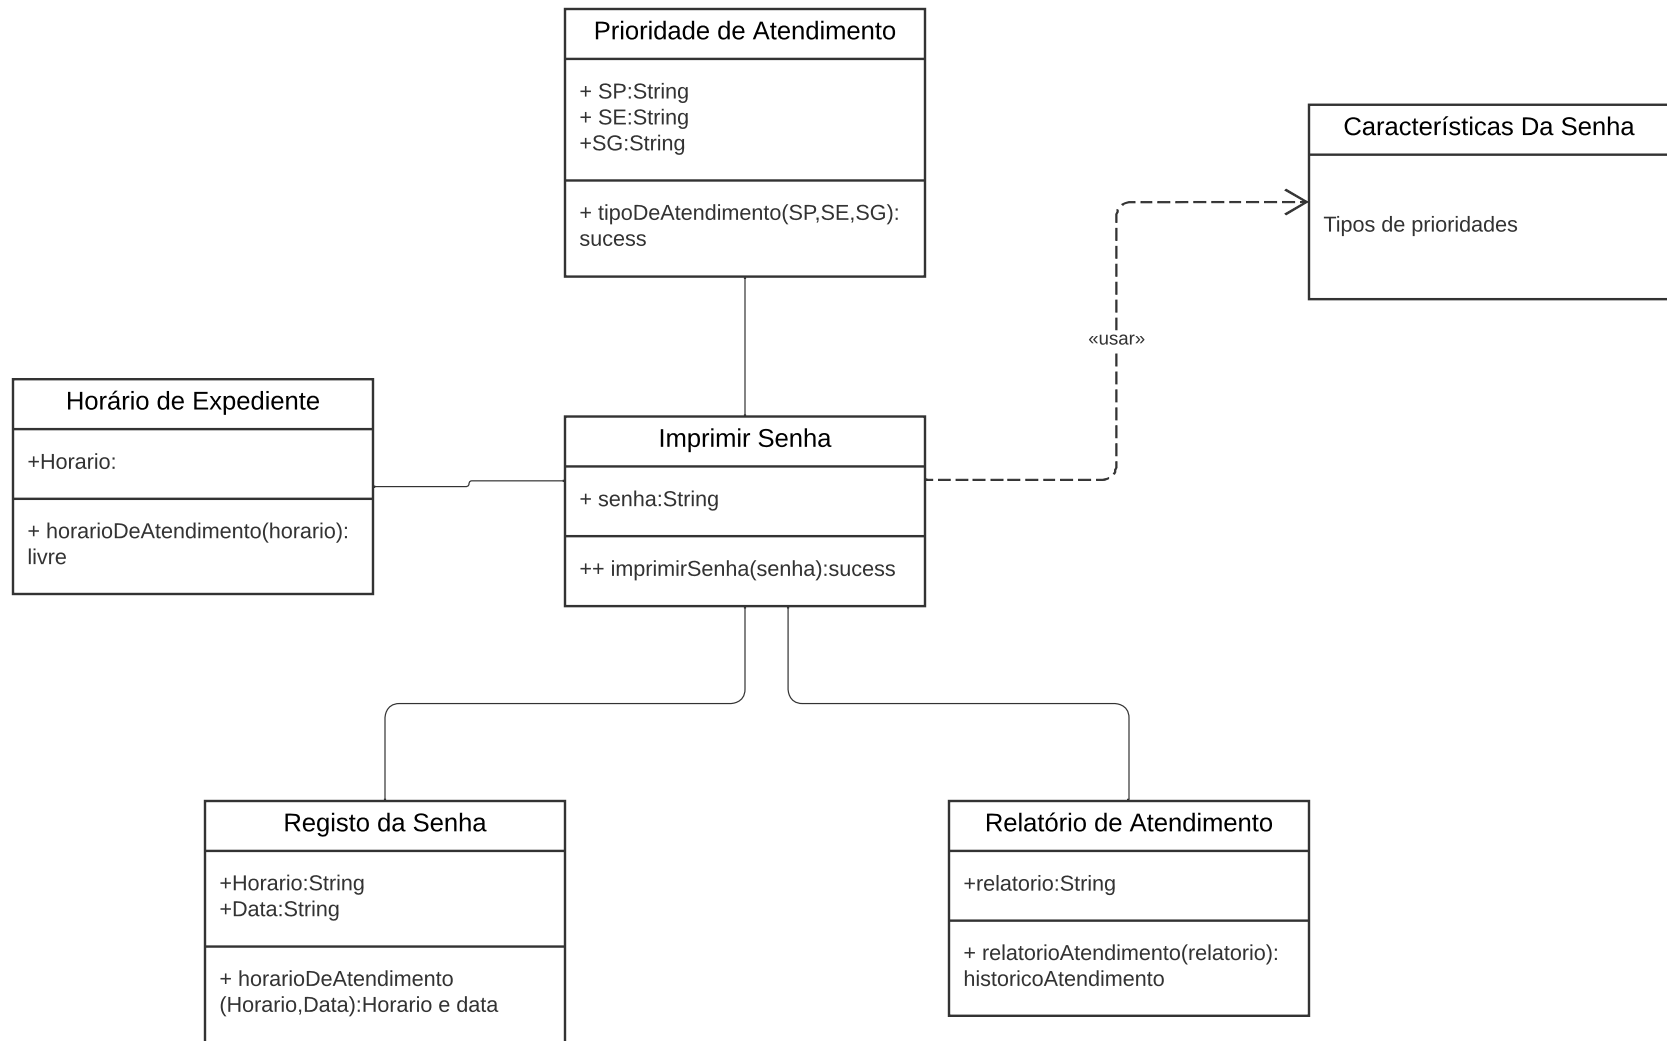 Prioridade de Atendimento
+ SP:String
+ SE:String
+SG:String
+ tipoDeAtendimento(SP,SE,SG):
sucess
Características Da Senha
Tipos de prioridades
«usar»
Horário de Expediente
+Horario:
+ horarioDeAtendimento(horario):
livre
Imprimir Senha
+ senha:String
++ imprimirSenha(senha):sucess
Registo da Senha
+Horario:String
+Data:String
+ horarioDeAtendimento
(Horario,Data):Horario e data
Relatório de Atendimento
+relatorio:String
+ relatorioAtendimento(relatorio):
historicoAtendimento